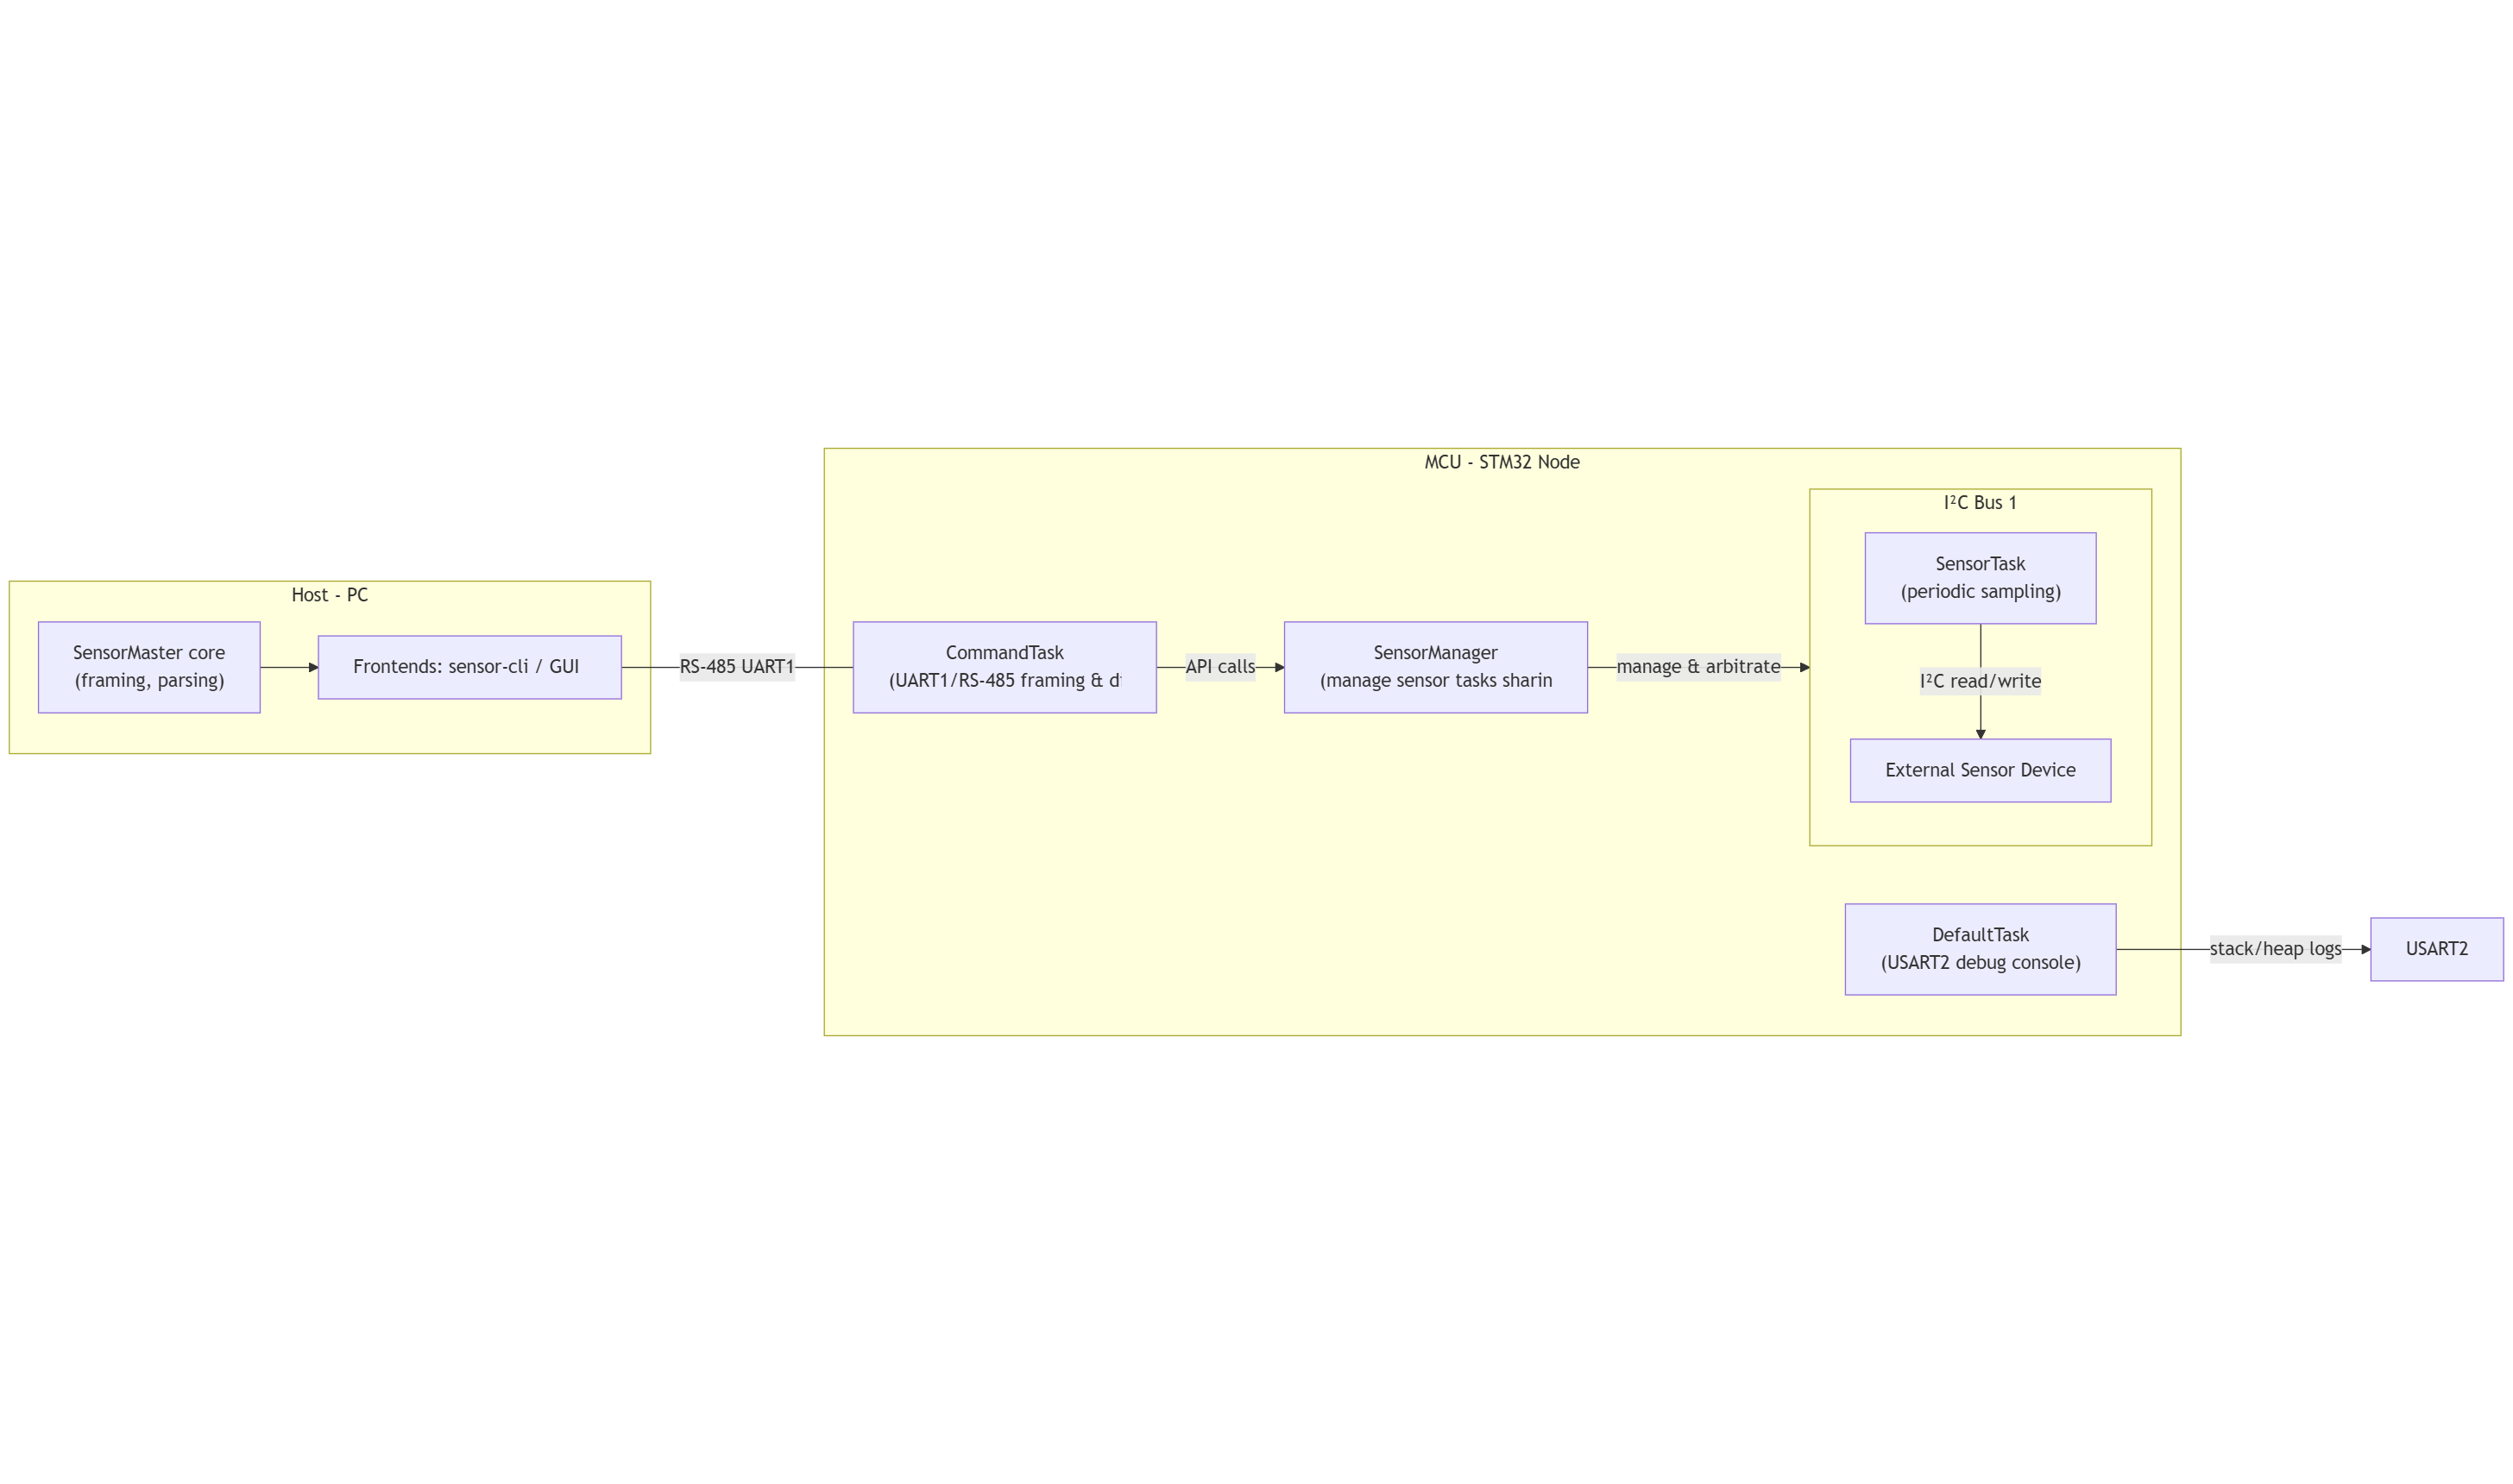 Host - PC
SensorMaster core
(framing, parsing)
Frontends: sensor-cli / GUI
RS-485 UART1
MCU - STM32 Node
CommandTask
(UART1/RS-485 framing &
API calls
SensorManager
(manage sensor tasks sharin
manage & arbitrate
I²C Bus 1
SensorTask
(periodic sampling)
I²C read/write
External Sensor Device
DefaultTask
(USART2 debug console)
stack/heap logs
USART2